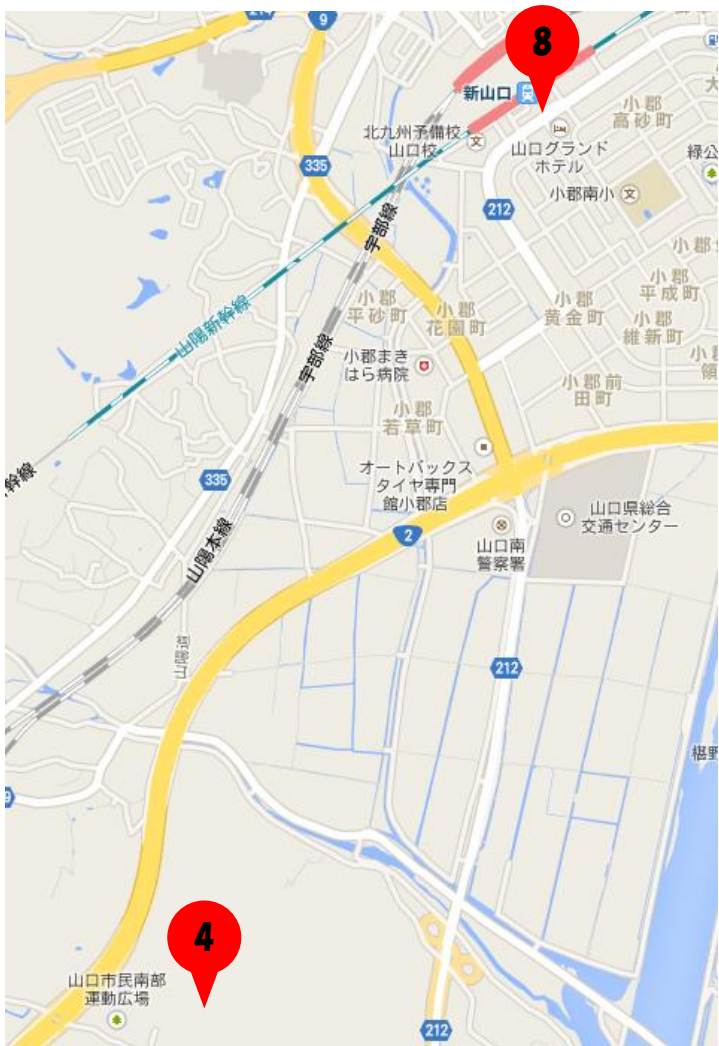 9
8
新山口
北九州予備校
山口校
山口グランド
ホテル
小郡
高砂町
緑公
335
宇部線
212
小郡南小
小郡
平成町
小郡
平砂町
小郡
花園町
小郡
黄金町
小郡
維新町
山陽新幹線
宇部線
小郡まき
はら病院
小郡前
田町
小郡
若草町
幹線
335
オートバックス
タイヤ専門
館小郡店
山口県総合
交通センター
2
山口南
警察署
山陽本線
山陽道
212
椹野
9
4
山口市民南部
運動広場
212